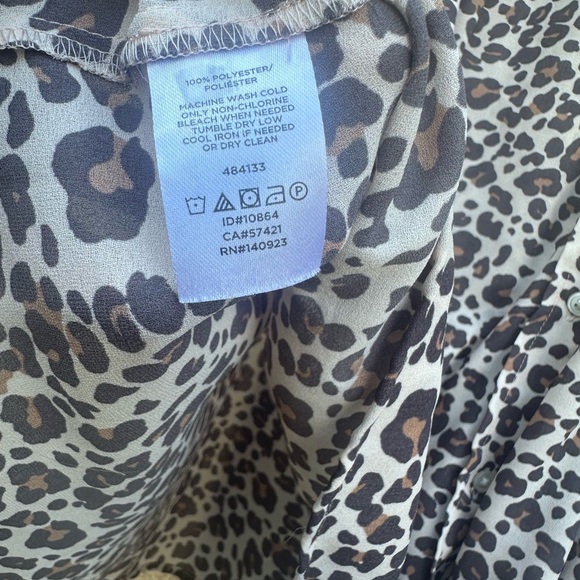 100% POLYESTER/
POLIÉSTER
MACHINE WASH COLD
ONLY NON-CHLORINE
BLEACH WHEN NEEDED
TUMBLE DRY LOW
COOL IRON IF NEEDED
OR DRY CLEAN
484133
P
ID#10864
CA#57421
RN#140923